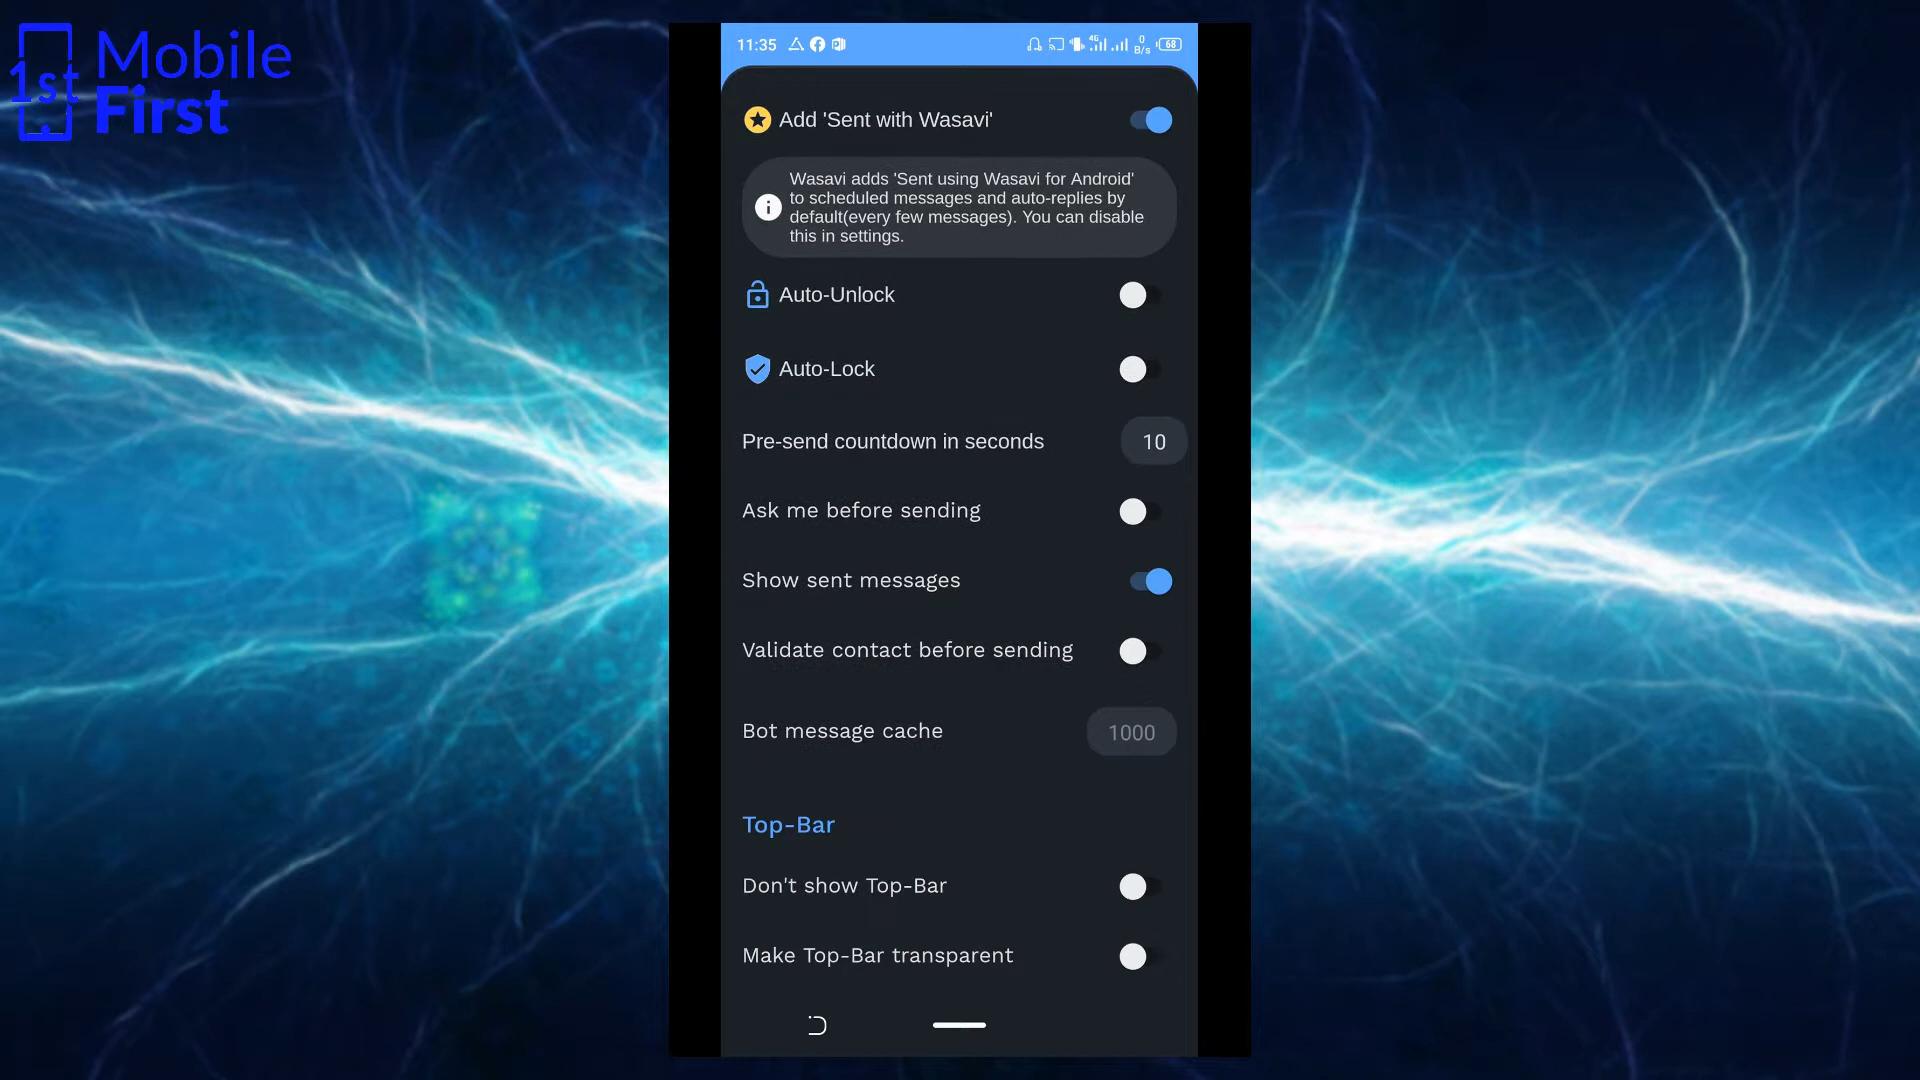 1st
Mobile
First
11:35
4G
0
B/s
68
Add 'Sent with Wasavi'
Wasavi adds 'Sent using Wasavi for Android'
to scheduled messages and auto-replies by
default(every few messages). You can disable
this in settings.
Auto-Unlock
Auto-Lock
Pre-send countdown in seconds
10
Ask me before sending
Show sent messages
Validate contact before sending
Bot message cache
1000
Top-Bar
Don't show Top-Bar
Make Top-Bar transparent